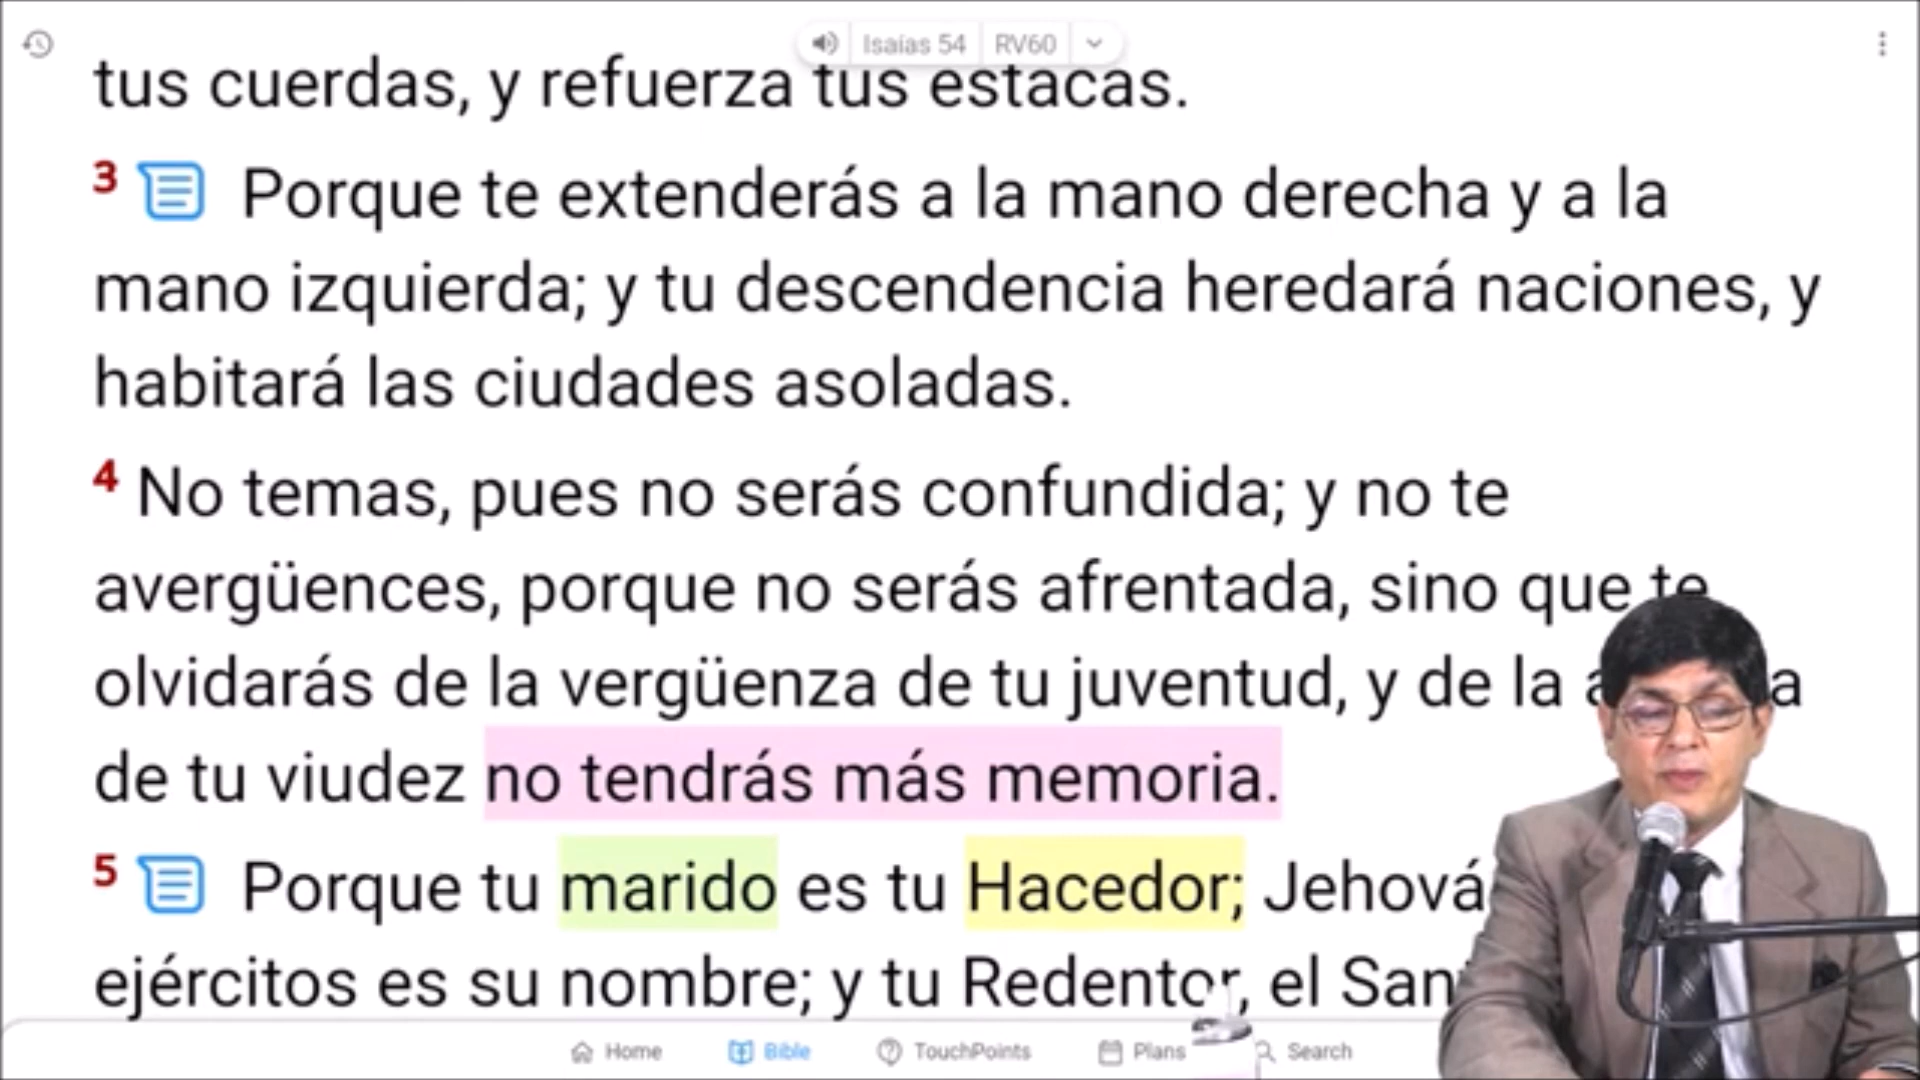 Isaías 54 RV60
tus cuerdas, y refuerza tus estacas.
3 Porque te extenderás a la mano derecha y a la
mano izquierda; y tu descendencia heredará naciones, y
habitará las ciudades asoladas.
4 No temas, pues no serás confundida; y no te
avergüences, porque no serás afrentada, sino que te
olvidarás de la vergüenza de tu juventud, y de la
de tu viudez no tendrás más memoria.
5 Porque tu marido es tu Hacedor; Jehová
ejércitos es su nombre; y tu Redentor, el
Home Bible TouchPoints Plans Search